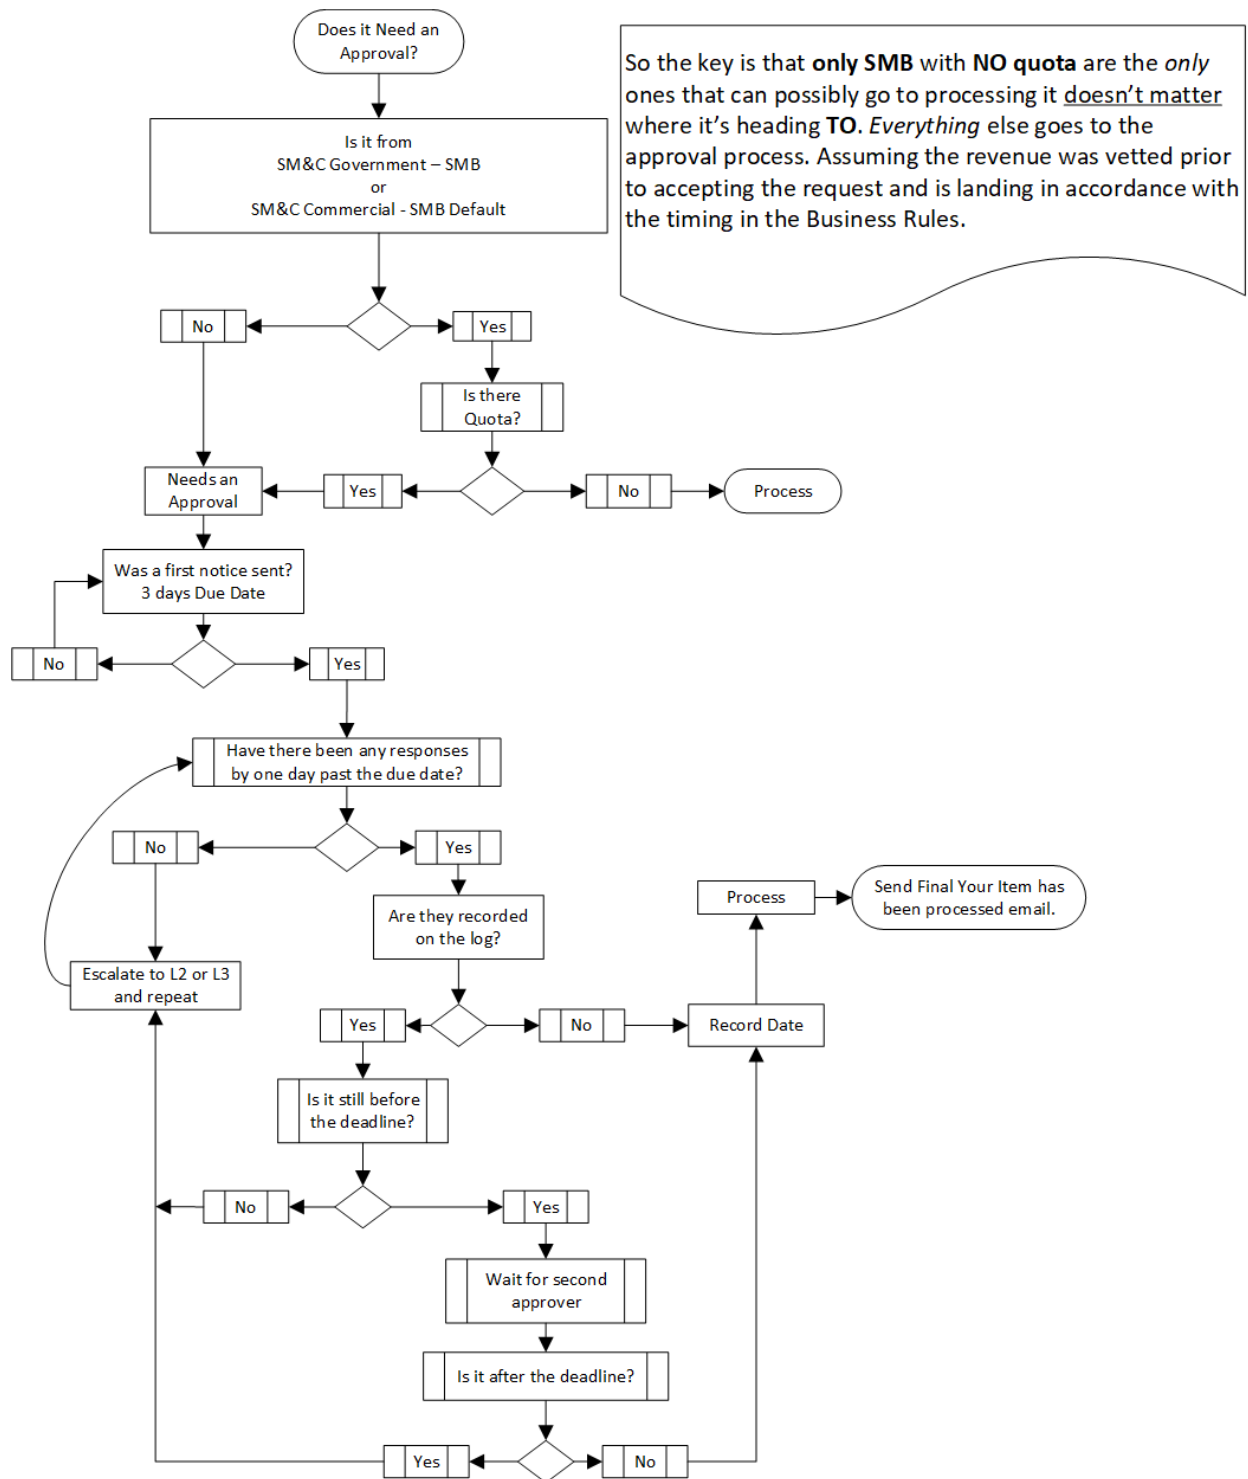 Does it Need an
Approval?
So the key is that only SMB with NO quota are the only
ones that can possibly go to processing it doesn't matter
where it's heading TO. Everything else goes to the
approval process. Assuming the revenue was vetted prior
to accepting the request and is landing in accordance with
the timing in the Business Rules.
Is it from
SM&C Government – SMB
or
SM&C Commercial - SMB Default
No
Yes
Is there
Quota?
Needs an
Approval
Yes
No
Process
Was a first notice sent?
3 days Due Date
No
Yes
Have there been any responses
by one day past the due date?
No
Yes
Are they recorded
on the log?
Process
Send Final Your Item has
been processed email.
Escalate to L2 or L3
and repeat
Yes
No
Record Date
Is it still before
the deadline?
No
Yes
Wait for second
approver
Is it after the deadline?
Yes
No